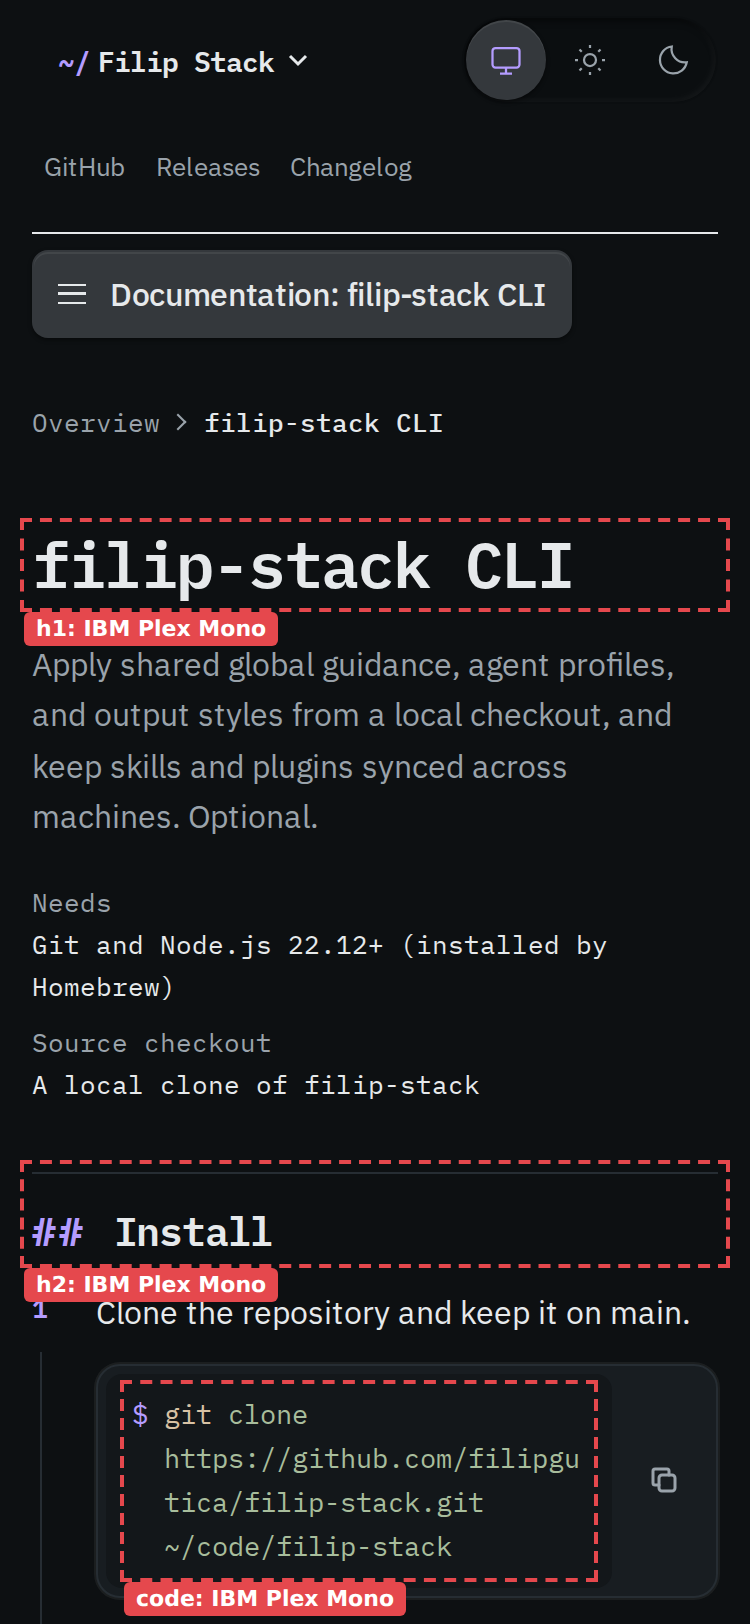 ~/ Filip Stack
GitHub Releases Changelog
Documentation: filip-stack CLI
Overview > filip-stack CLI
filip-stack CLI
h1: IBM Plex Mono
Apply shared global guidance, agent profiles,
and output styles from a local checkout, and
keep skills and plugins synced across
machines. Optional.
Needs
Git and Node.js 22.12+ (installed by
Homebrew)
Source checkout
A local clone of filip-stack
## Install
h2: IBM Plex Mono
1 Clone the repository and keep it on main.
$ git clone
https://github.com/filipgu
tica/filip-stack.git
~/code/filip-stack
code: IBM Plex Mono